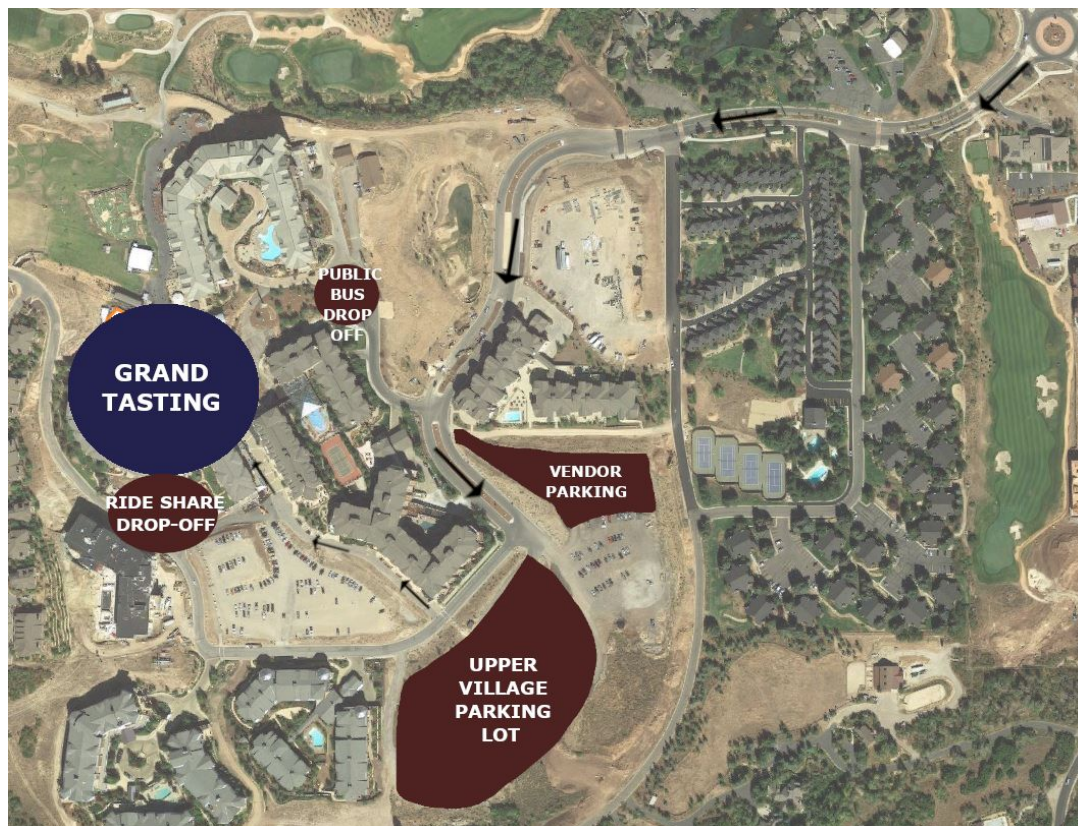 PUBLIC
BUS
DROP
OFF
GRAND
TASTING
RIDE SHARE
DROP-OFF
VENDOR
PARKING
UPPER
VILLAGE
PARKING
LOT